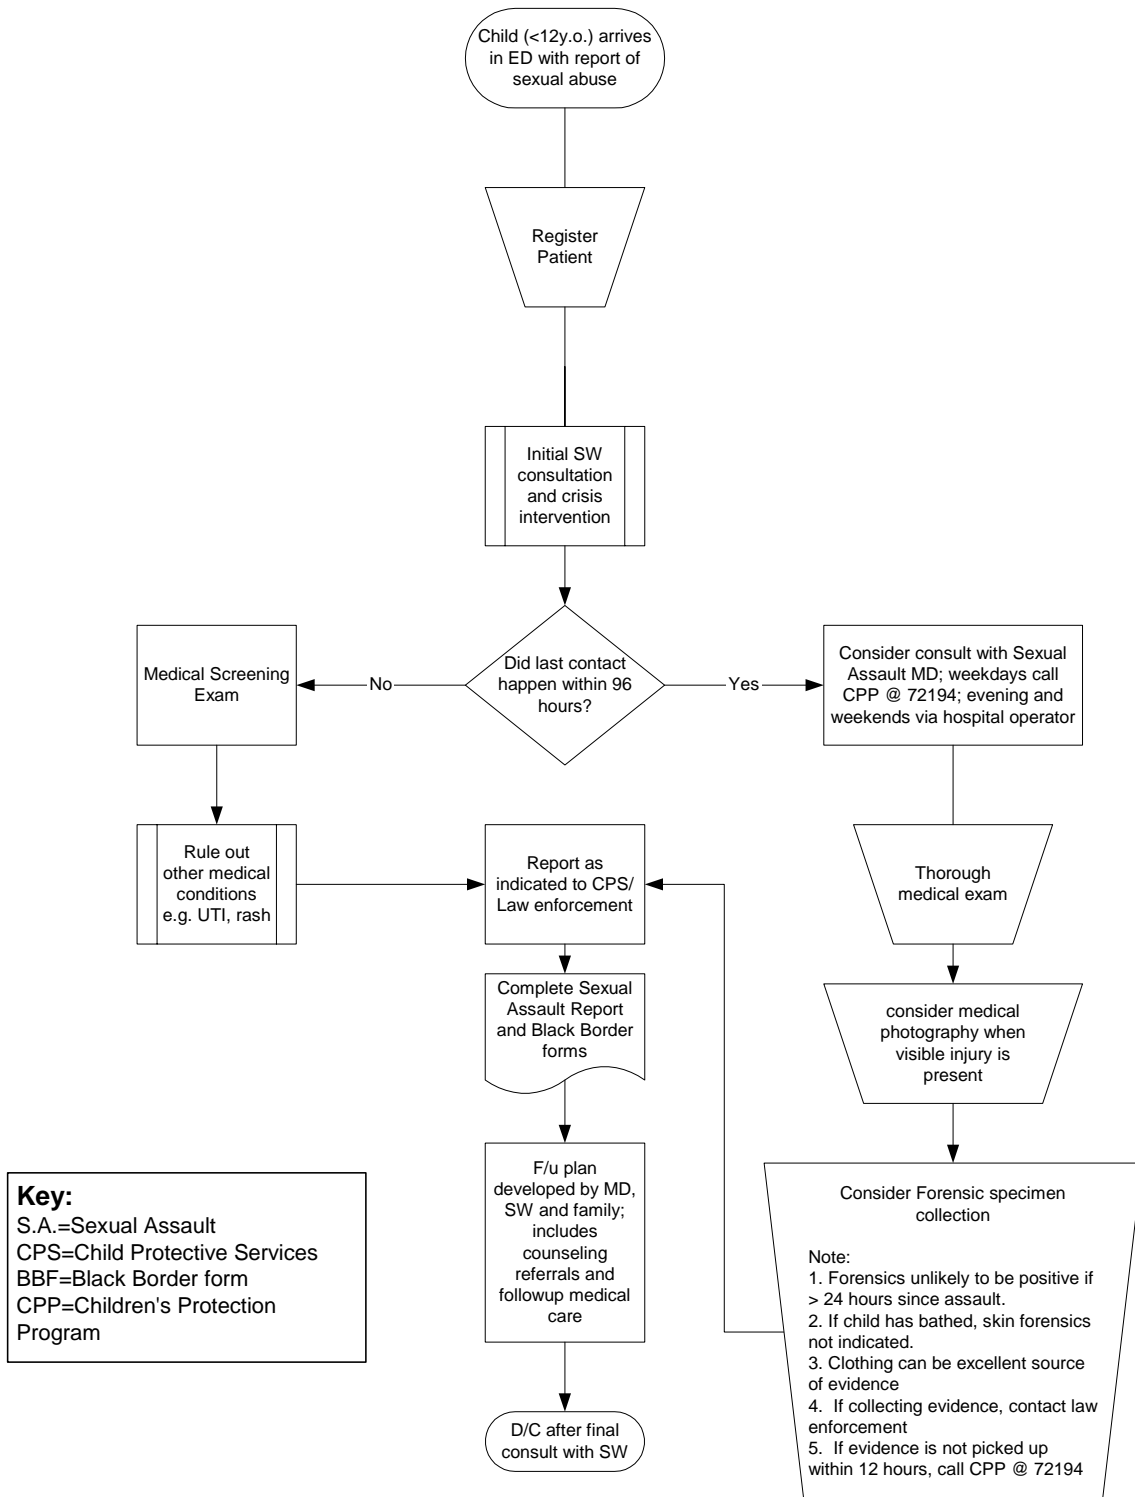 Child (<12y.o.) arrives
in ED with report of
sexual abuse
Register
Patient
Initial SW
consultation
and crisis
intervention
Did last contact
happen within 96
hours?
No
Yes
Medical Screening
Exam
Consider consult with Sexual
Assault MD; weekdays call
CPP @ 72194; evening and
weekends via hospital operator
Rule out
other medical
conditions
e.g. UTI, rash
Report as
indicated to CPS/
Law enforcement
Thorough
medical exam
Complete Sexual
Assault Report
and Black Border
forms
consider medical
photography when
visible injury is
present
F/u plan
developed by MD,
SW and family;
includes
counseling
referrals and
followup medical
care
Consider Forensic specimen
collection
Note:
1. Forensics unlikely to be positive if
> 24 hours since assault.
2. If child has bathed, skin forensics
not indicated.
3. Clothing can be excellent source
of evidence
4.  If collecting evidence, contact law
enforcement
5.  If evidence is not picked up
within 12 hours, call CPP @ 72194
D/C after final
consult with SW
Key:
S.A.=Sexual Assault
CPS=Child Protective Services
BBF=Black Border form
CPP=Children's Protection
Program